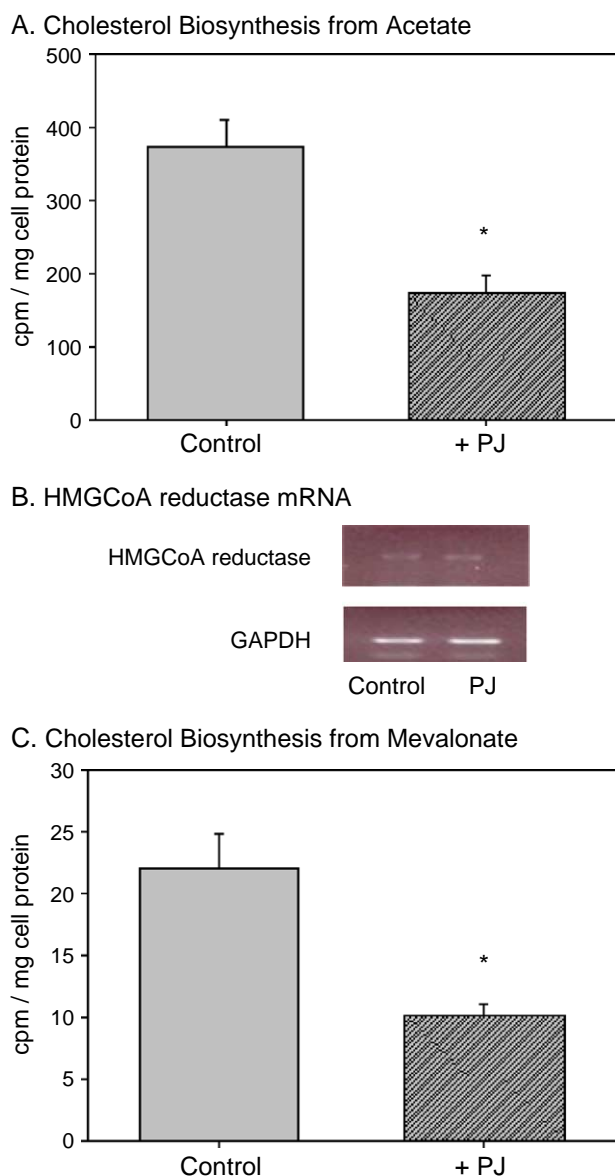 A. Cholesterol Biosynthesis from Acetate
500
400
300
200
100
0
cpm / mg cell protein
*
Control + PJ
B. HMGCoA reductase mRNA
HMGCoA reductase
GAPDH
Control PJ
C. Cholesterol Biosynthesis from Mevalonate
30
25
20
15
10
5
0
cpm / mg cell protein
*
Control + PJ